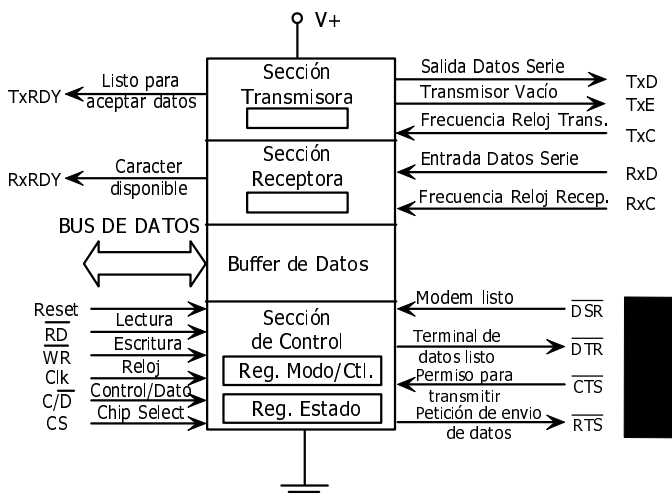 V+
Sección
Transmisora
TxRDY
Listo para
aceptar datos
Salida Datos Serie
TxD
Transmisor Vacío
TxE
Frecuencia Reloj Trans.
TxC
Sección
Receptora
RxRDY
Caracter
disponible
Entrada Datos Serie
RxD
Frecuencia Reloj Recep.
RxC
BUS DE DATOS
Buffer de Datos
Reset
RD
Lectura
WR
Escritura
Clk
Reloj
C/D
Control/Dato
CS
Chip Select
Sección
de Control
Reg. Modo/Ctl.
Reg. Estado
Modem listo
DSR
Terminal de
datos listo
DTR
Permiso para
transmitir
CTS
Petición de envio
de datos
RTS